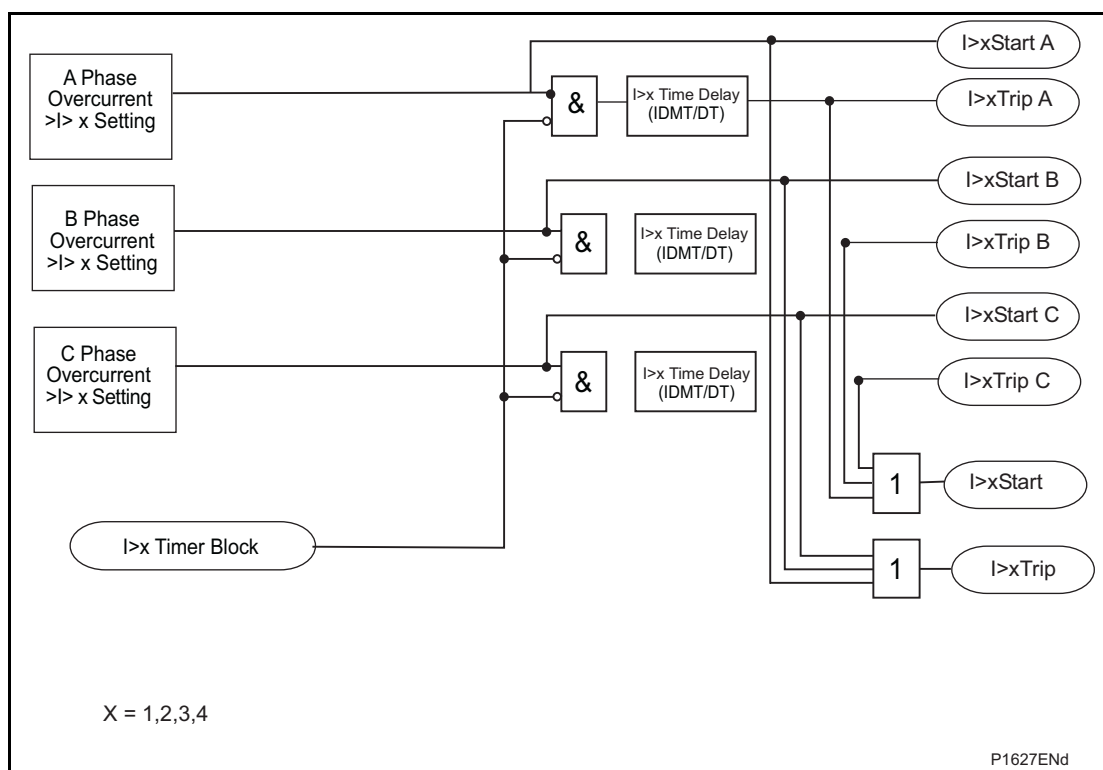 A Phase
Overcurrent
>I> x Setting
&
I>x Time Delay
(IDMT/DT)
I>xStart A
I>xTrip A
B Phase
Overcurrent
>I> x Setting
&
I>x Time Delay
(IDMT/DT)
I>xStart B
I>xTrip B
C Phase
Overcurrent
>I> x Setting
&
I>x Time Delay
(IDMT/DT)
I>xStart C
I>xTrip C
1
I>xStart
I>x Timer Block
1
I>xTrip
X = 1,2,3,4
P1627ENd